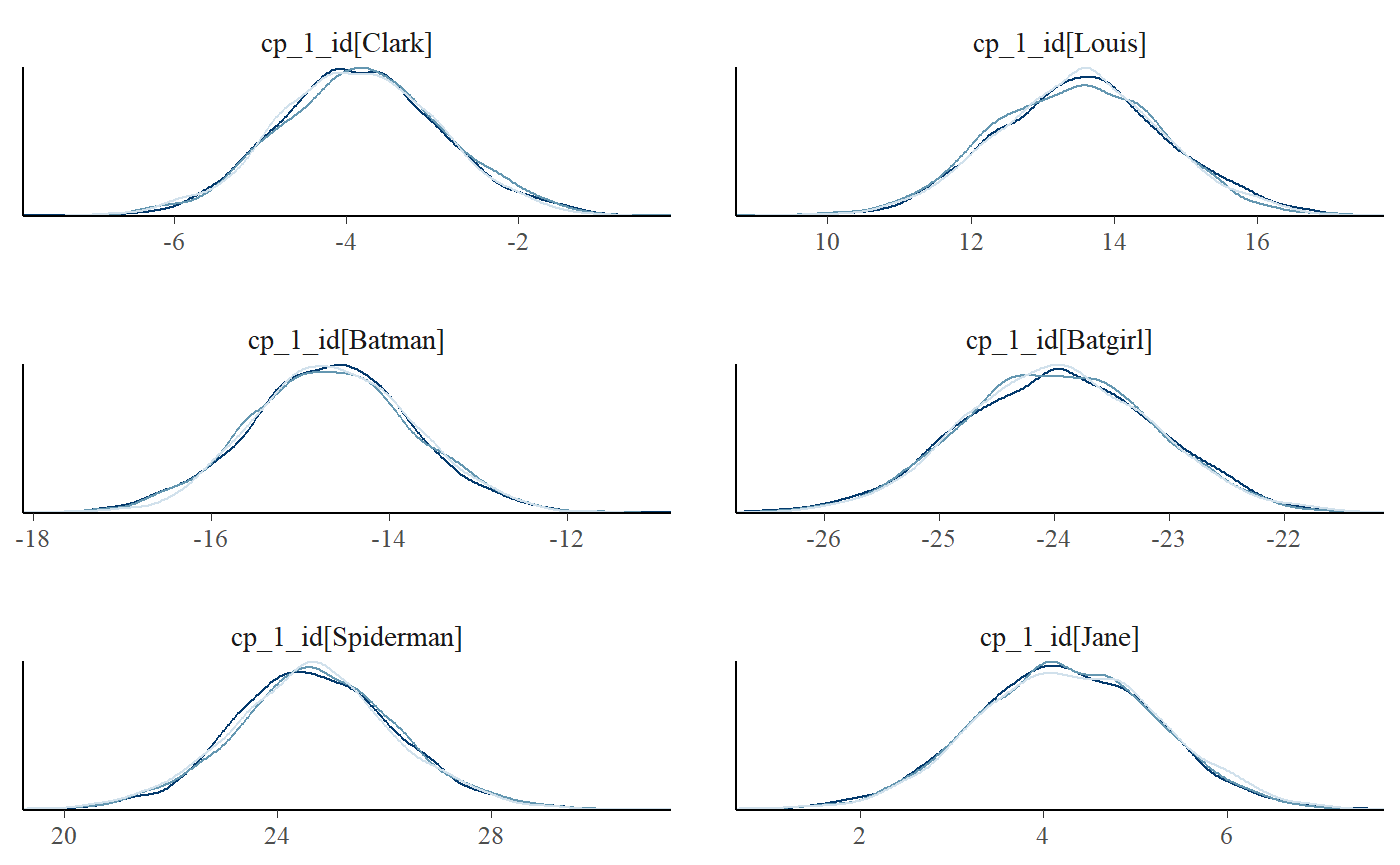 cp_1_id[Clark]
-6 -4 -2
cp_1_id[Louis]
10 12 14 16
cp_1_id[Batman]
-18 -16 -14 -12
cp_1_id[Batgirl]
-26 -25 -24 -23 -22
cp_1_id[Spiderman]
20 24 28
cp_1_id[Jane]
2 4 6